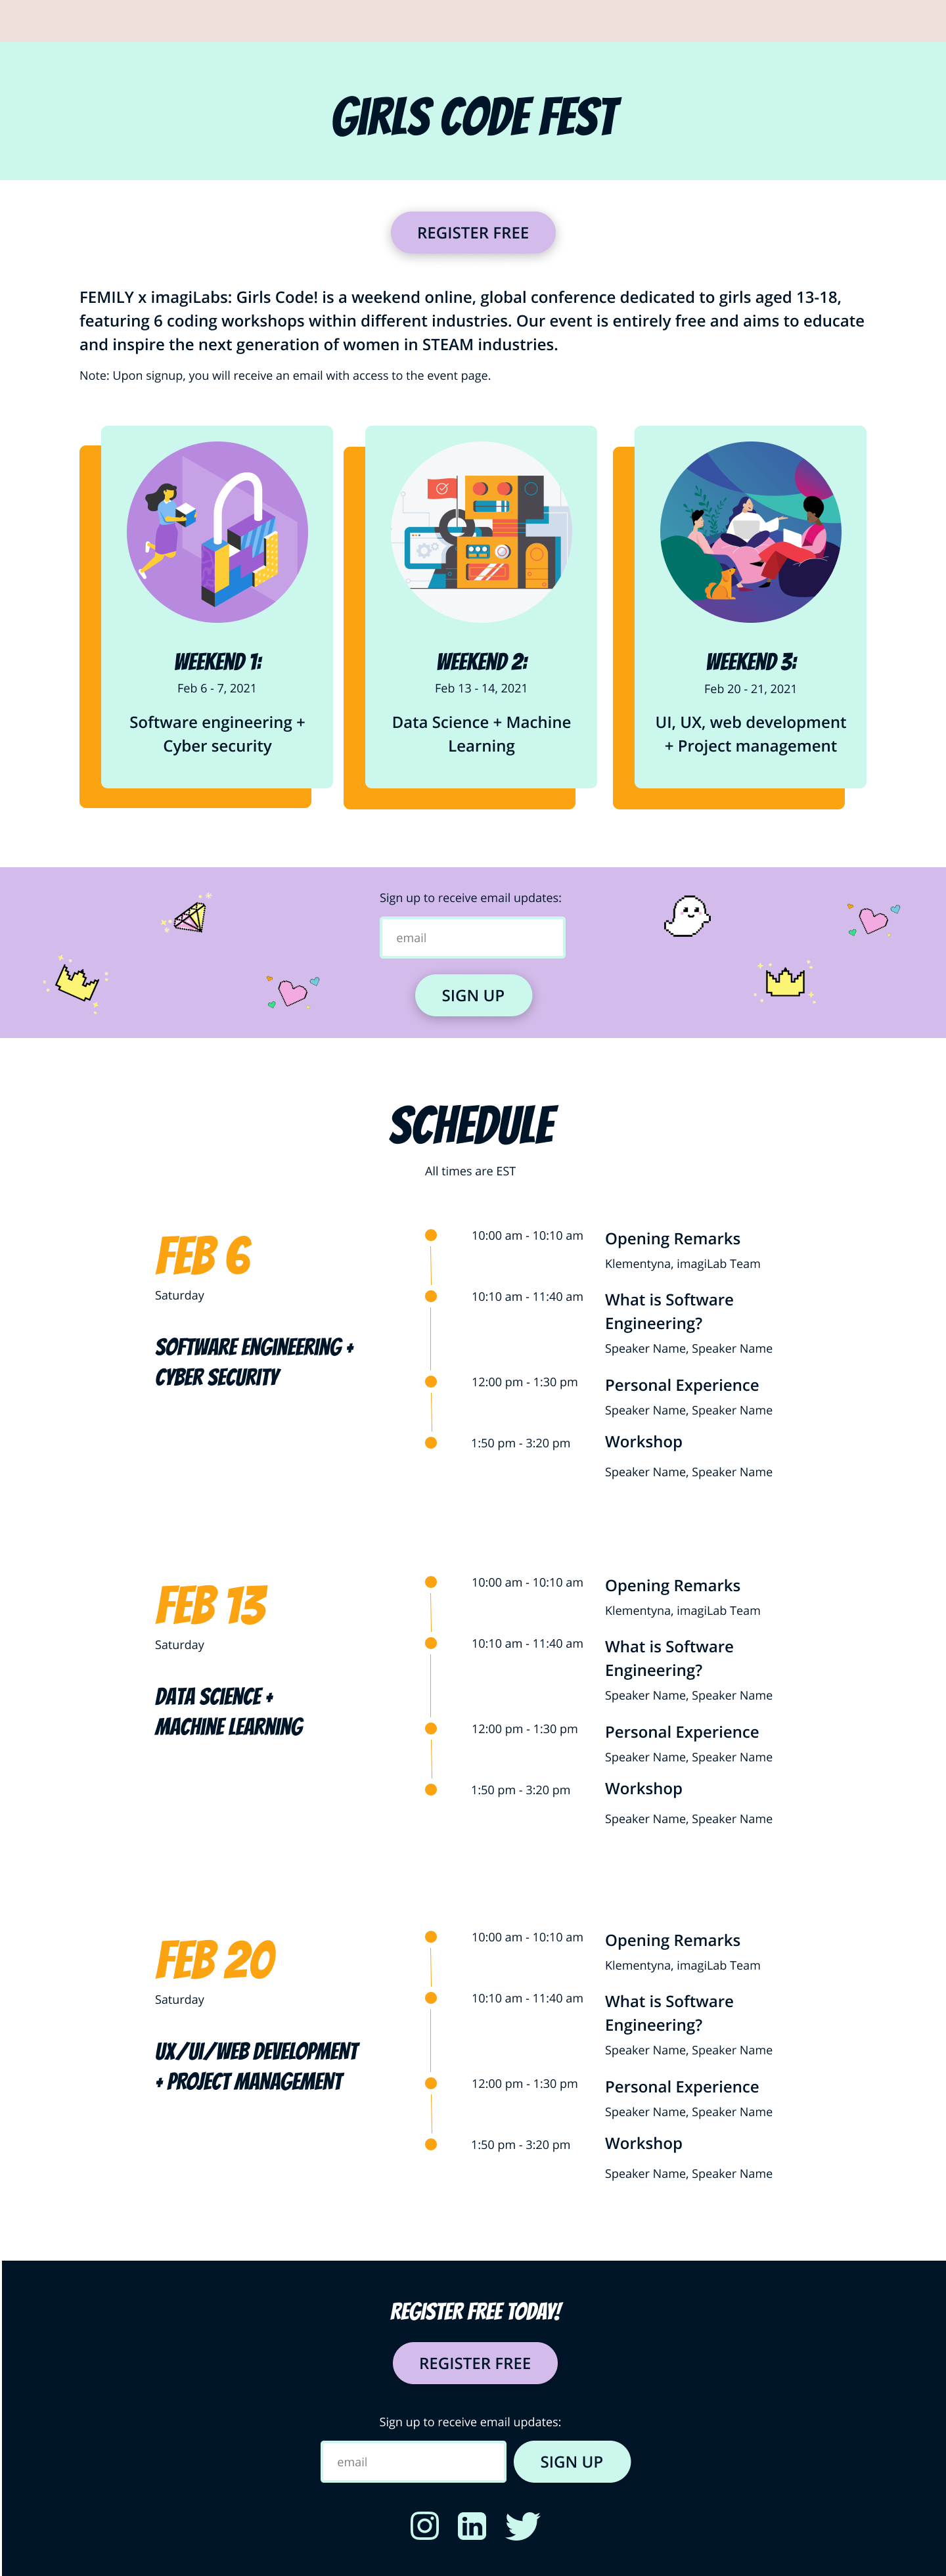 GIRLS CODE FEST
REGISTER FREE
FEMILY x imagiLabs: Girls Code! is a weekend online, global conference dedicated to girls aged 13-18,
featuring 6 coding workshops within different industries. Our event is entirely free and aims to educate
and inspire the next generation of women in STEAM industries.
Note: Upon signup, you will receive an email with access to the event page.
WEEKEND 1:
Feb 6 - 7, 2021
Software engineering +
Cyber security
WEEKEND 2:
Feb 13 - 14, 2021
Data Science + Machine
Learning
WEEKEND 3:
Feb 20 - 21, 2021
UI, UX, web development
+ Project management
Sign up to receive email updates:
email
SIGN UP
SCHEDULE
All times are EST
FEB 6
Saturday
SOFTWARE ENGINEERING +
CYBER SECURITY
10:00 am - 10:10 am
Opening Remarks
Klementyna, imagiLab Team
10:10 am - 11:40 am
What is Software
Engineering?
Speaker Name, Speaker Name
12:00 pm - 1:30 pm
Personal Experience
Speaker Name, Speaker Name
1:50 pm - 3:20 pm
Workshop
Speaker Name, Speaker Name
FEB 13
Saturday
DATA SCIENCE +
MACHINE LEARNING
10:00 am - 10:10 am
Opening Remarks
Klementyna, imagiLab Team
10:10 am - 11:40 am
What is Software
Engineering?
Speaker Name, Speaker Name
12:00 pm - 1:30 pm
Personal Experience
Speaker Name, Speaker Name
1:50 pm - 3:20 pm
Workshop
Speaker Name, Speaker Name
FEB 20
Saturday
UX/UI/WEB DEVELOPMENT
+ PROJECT MANAGEMENT
10:00 am - 10:10 am
Opening Remarks
Klementyna, imagiLab Team
10:10 am - 11:40 am
What is Software
Engineering?
Speaker Name, Speaker Name
12:00 pm - 1:30 pm
Personal Experience
Speaker Name, Speaker Name
1:50 pm - 3:20 pm
Workshop
Speaker Name, Speaker Name
REGISTER FREE TODAY!
REGISTER FREE
Sign up to receive email updates:
email
SIGN UP
in